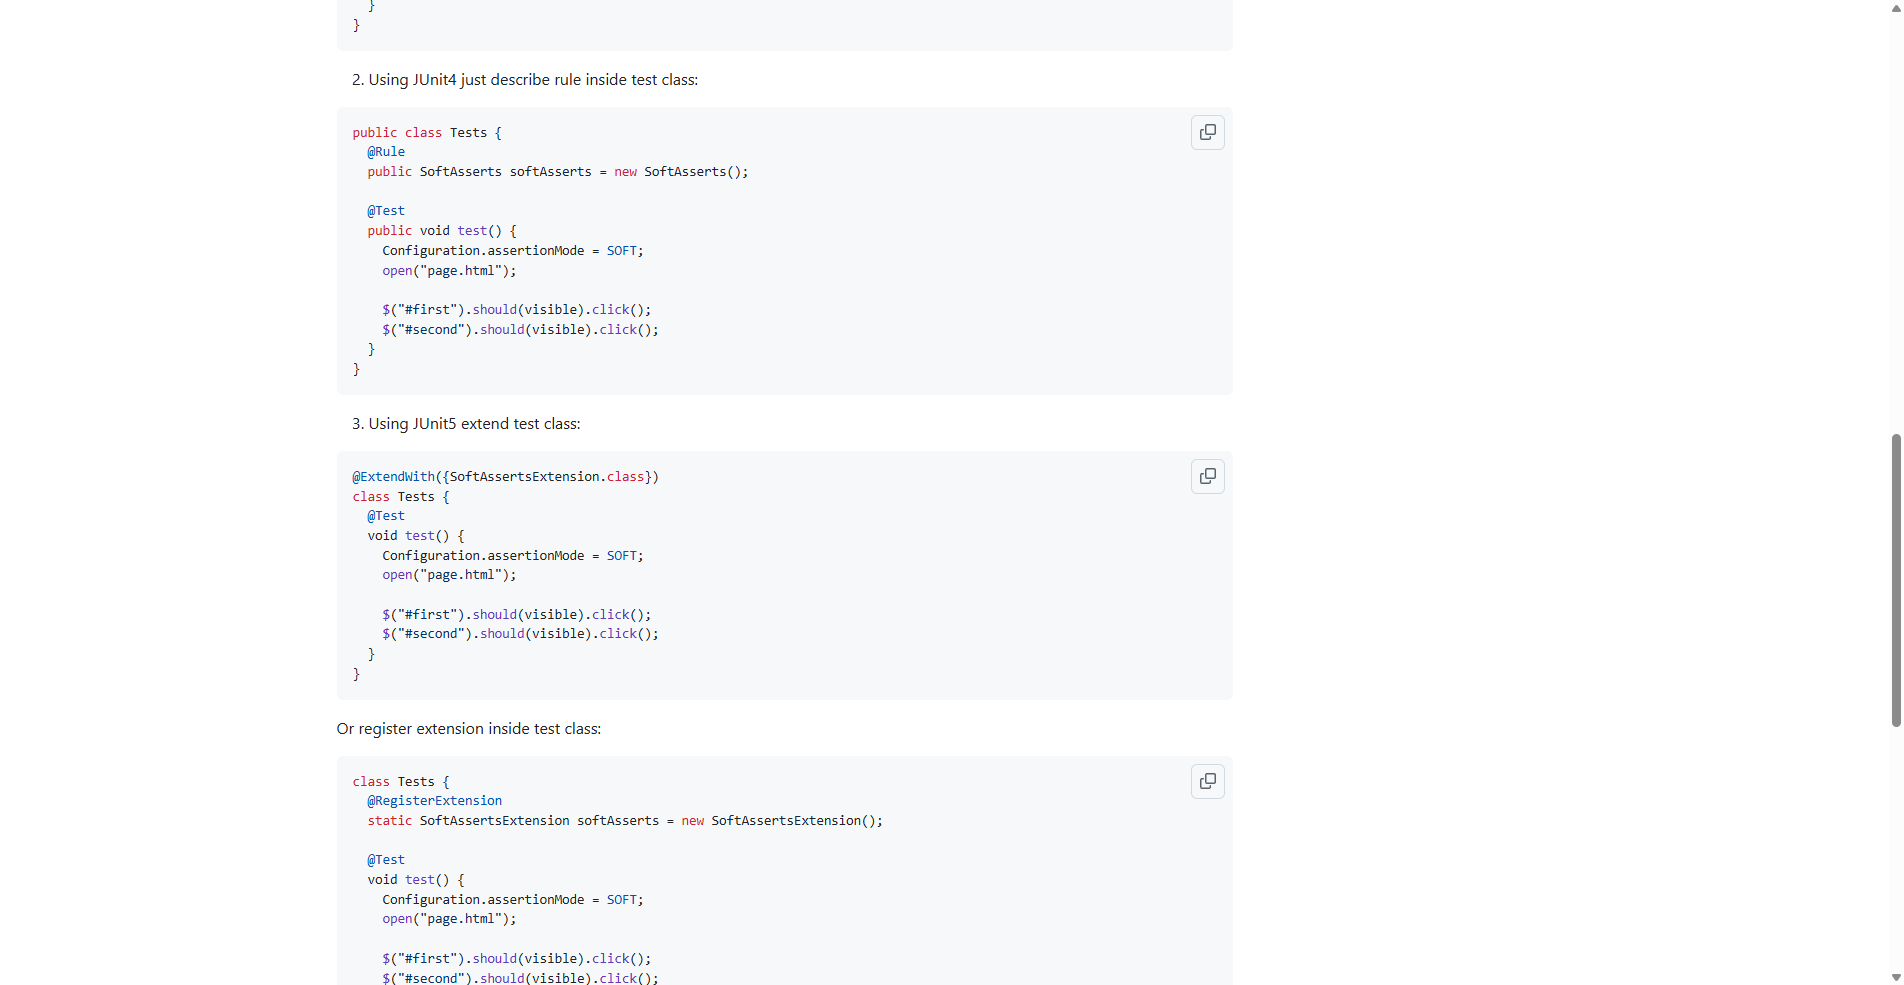 }
}
2. Using JUnit4 just describe rule inside test class:
public class Tests {
  @Rule
  public SoftAsserts softAsserts = new SoftAsserts();
  @Test
  public void test() {
    Configuration.assertionMode = SOFT;
    open("page.html");
    $("#first").should(visible).click();
    $("#second").should(visible).click();
  }
}
3. Using JUnit5 extend test class:
@ExtendWith({SoftAssertsExtension.class})
class Tests {
  @Test
  void test() {
    Configuration.assertionMode = SOFT;
    open("page.html");
    $("#first").should(visible).click();
    $("#second").should(visible).click();
  }
}
Or register extension inside test class:
class Tests {
  @RegisterExtension
  static SoftAssertsExtension softAsserts = new SoftAssertsExtension();
  @Test
  void test() {
    Configuration.assertionMode = SOFT;
    open("page.html");
    $("#first").should(visible).click();
    $("#second").should(visible).click();